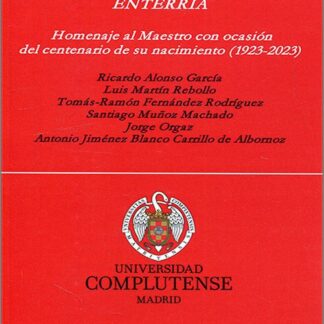 ENTERRÍA
Homenaje al Maestro con ocasión
del centenario de su nacimiento (1923-2023)
Ricardo Alonso García
Luis Martín Rebollo
Tomás-Ramón Fernández Rodríguez
Santiago Muñoz Machado
Jorge Orgaz
Antonio Jiménez Blanco Carrillo de Albornoz
UNIVERSIDAD
COMPLUTENSE
MADRID